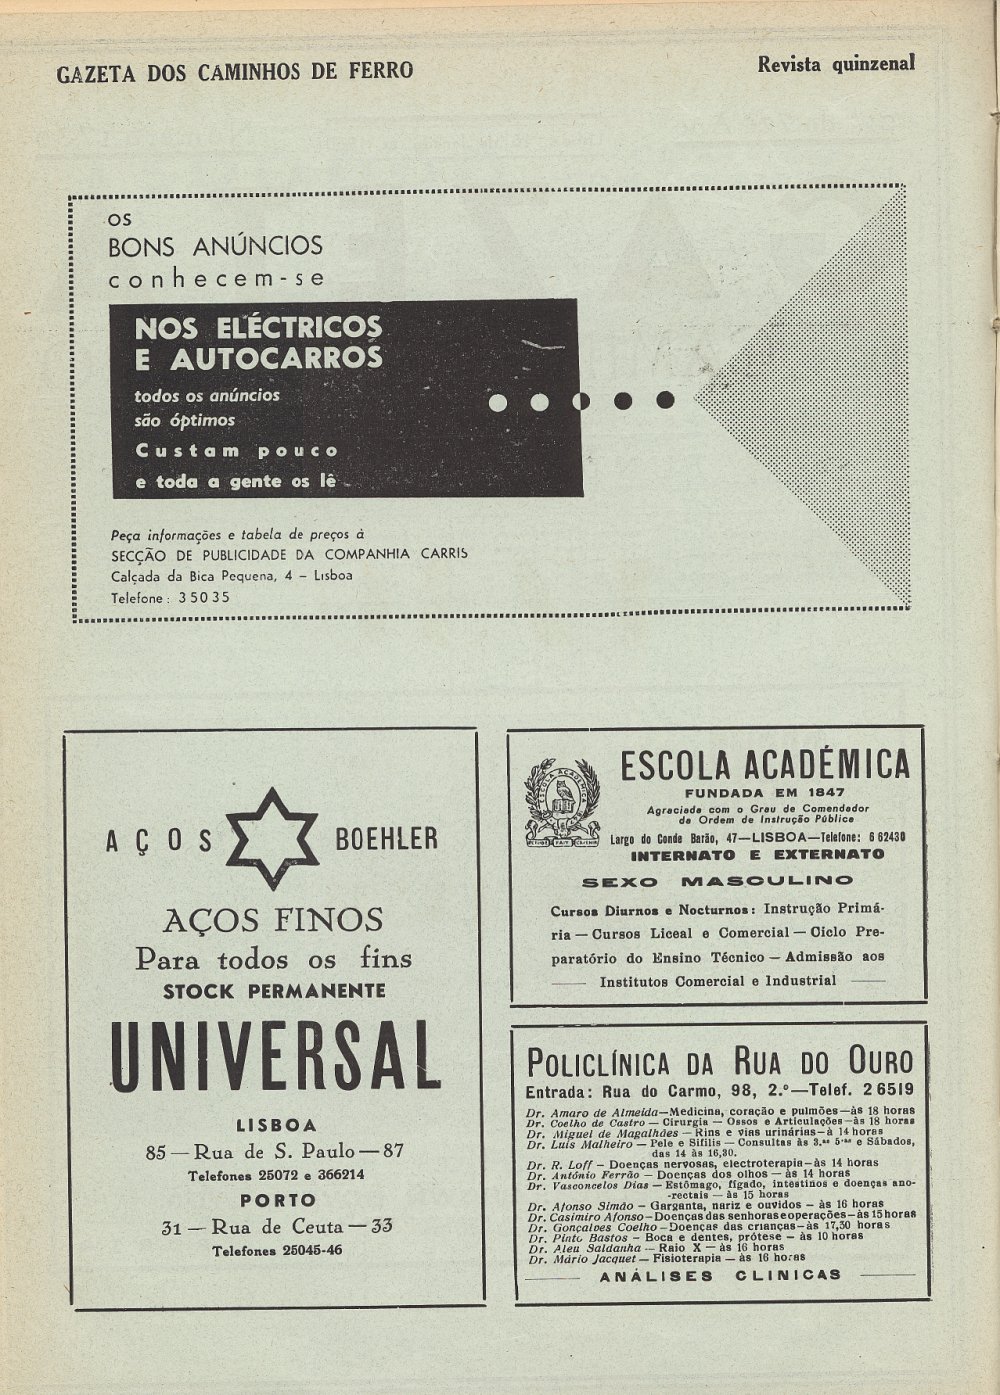 GAZETA DOS CAMINHOS DE FERRO
Revista quinzenal
OS
BONS ANÚNCIOS
conhecem-se
NOS ELÉCTRICOS
E AUTOCARROS
todos os anúncios
são óptimos
Custam pouco
e toda a gente os lê
Peça informações e tabela de preços à
SECÇÃO DE PUBLICIDADE DA COMPANHIA CARRIS
Calçada da Bica Pequena, 4 – Lisboa
Telefone: 35035
AÇOS BOEHLER
AÇOS FINOS
Para todos os fins
STOCK PERMANENTE
UNIVERSAL
LISBOA
85 — Rua de S. Paulo — 87
Telefones 25072 e 366214
PORTO
31 — Rua de Ceuta — 33
Telefones 25045-46
ESCOLA ACADÉMICA
ESCOLA ACADÉMICA
FUNDADA EM 1847
Agraciada com o Grau de Comendador
da Ordem de Instrução Pública
Largo do Conde Barão, 47—LISBOA—Telefone: 6 62430
INTERNATO E EXTERNATO
SEXO MASCULINO
Cursos Diurnos e Nocturnos: Instrução Primá-
ria — Cursos Liceal e Comercial — Ciclo Pre-
paratório do Ensino Técnico — Admissão aos
Institutos Comercial e Industrial
POLICLÍNICA DA RUA DO OURO
Entrada: Rua do Carmo, 98, 2.º—Telef. 2 6519
Dr. Amaro de Almeida—Medicina, coração e pulmões—às 18 horas
Dr. Coelho de Castro — Cirurgia — Ossos e Articulações—às 18 horas
Dr. Miguel de Magalhães — Rins e vias urinárias—à 14 horas
Dr. Luís Malheiro — Pele e Sífilis — Consultas às 3.as 5.as e Sábados,
das 14 às 16,30.
Dr. R. Loff — Doenças nervosas, electroterapia—às 14 horas
Dr. António Ferrão — Doenças dos olhos — às 14 horas
Dr. Vasconcelos Dias — Estômago, fígado, intestinos e doenças ano-
-rectais — às 15 horas
Dr. Afonso Simão — Garganta, nariz e ouvidos — às 16 horas
Dr. Casimiro Afonso—Doenças das senhoras e operações—às 15 horas
Dr. Gonçalves Coelho—Doenças das crianças—às 17,30 horas
Dr. Pinto Bastos — Boca e dentes, prótese — às 10 horas
Dr. Aleu Saldanha — Raio X — às 16 horas
Dr. Mário Jacquet — Fisioterapia — às 16 horas
ANÁLISES CLINICAS